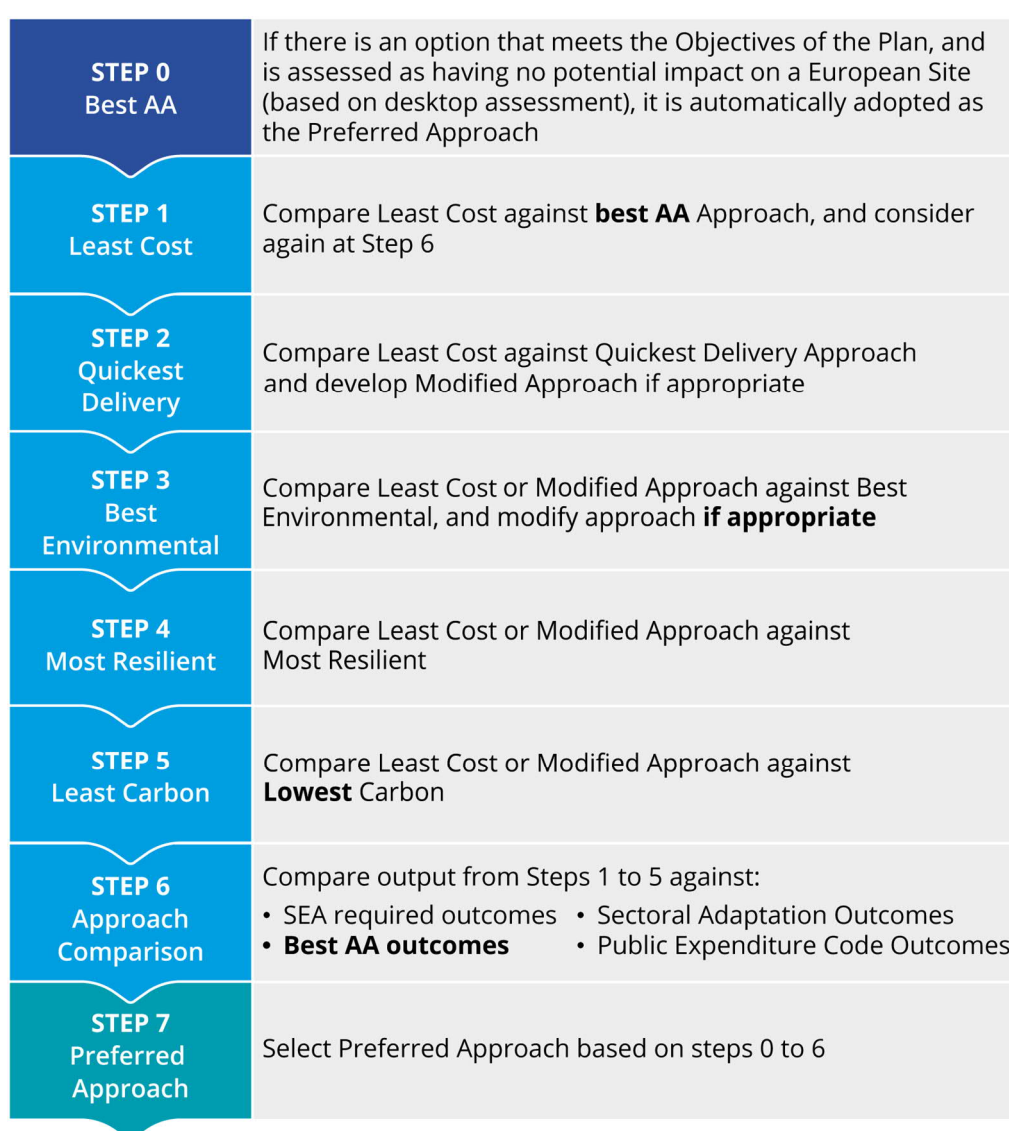 STEP 0
Best AA
If there is an option that meets the Objectives of the Plan, and
is assessed as having no potential impact on a European Site
(based on desktop assessment), it is automatically adopted as
the Preferred Approach
STEP 1
Least Cost
Compare Least Cost against best AA Approach, and consider
again at Step 6
STEP 2
Quickest
Delivery
Compare Least Cost against Quickest Delivery Approach
and develop Modified Approach if appropriate
STEP 3
Best
Environmental
Compare Least Cost or Modified Approach against Best
Environmental, and modify approach if appropriate
STEP 4
Most Resilient
Compare Least Cost or Modified Approach against
Most Resilient
STEP 5
Least Carbon
Compare Least Cost or Modified Approach against
Lowest Carbon
STEP 6
Approach
Comparison
Compare output from Steps 1 to 5 against:
• SEA required outcomes • Sectoral Adaptation Outcomes
• Best AA outcomes • Public Expenditure Code Outcomes
STEP 7
Preferred
Approach
Select Preferred Approach based on steps 0 to 6